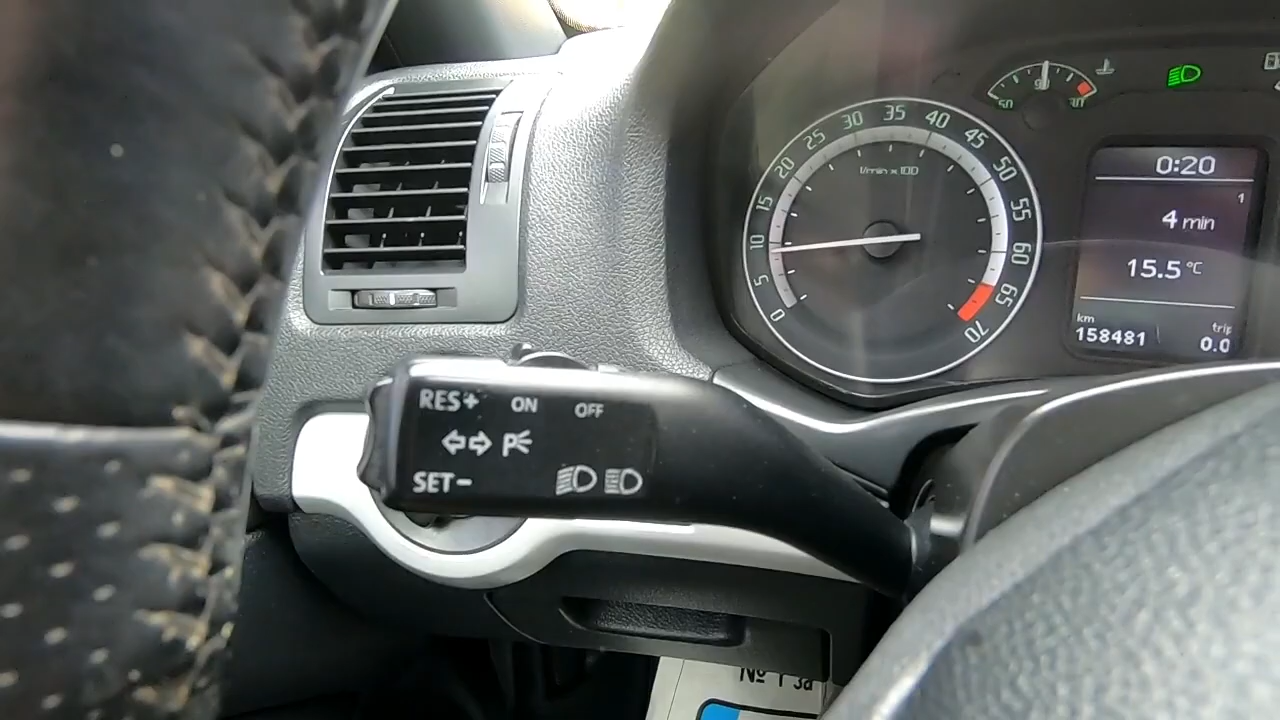 RES+ ON OFF
SET-
0 5 10 15 20 25 30 35 40 45 50 55 60 65 70
1/min x 100
50 90
0:20
1
4 min
15.5 °C
km trip
158481 0.0